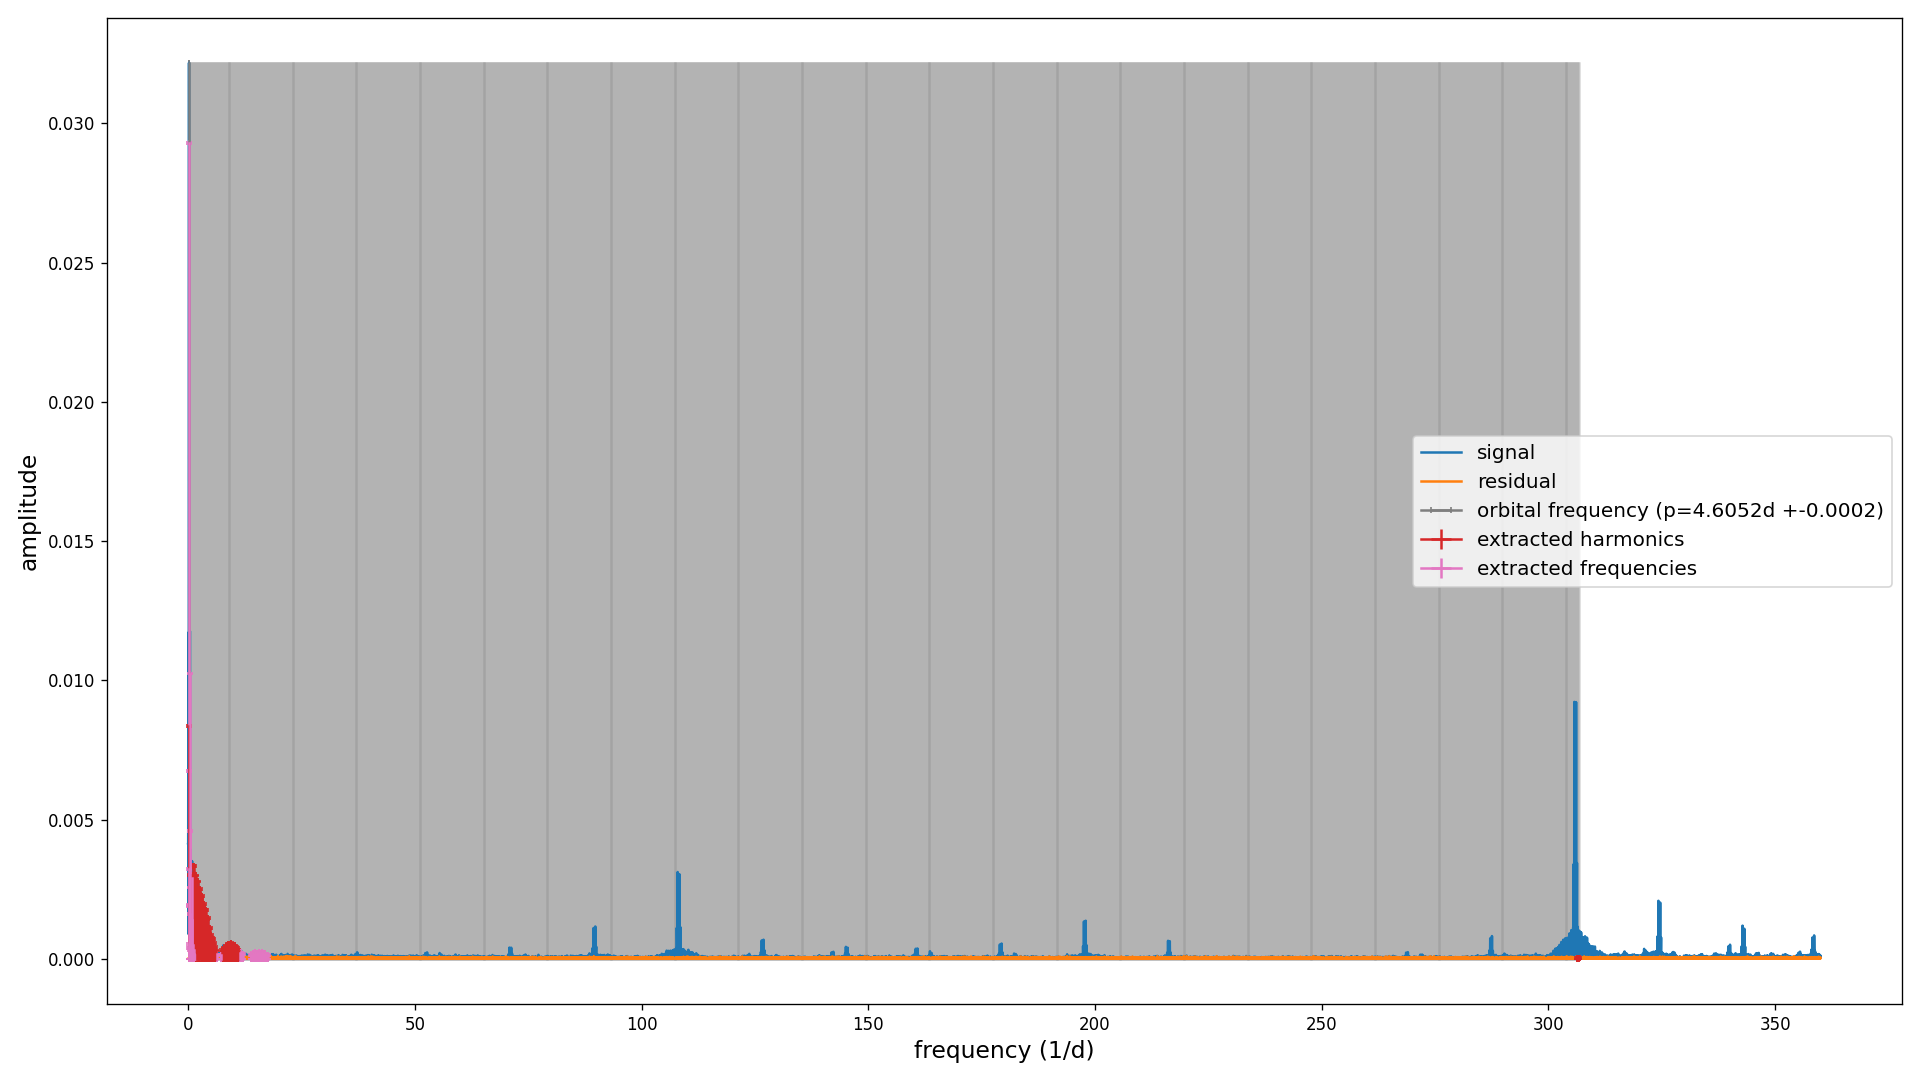 0.030
0.025
0.020
0.015
0.010
0.005
0.000
amplitude
signal
residual
orbital frequency (p=4.6052d +-0.0002)
extracted harmonics
extracted frequencies
0 50 100 150 200 250 300 350
frequency (1/d)